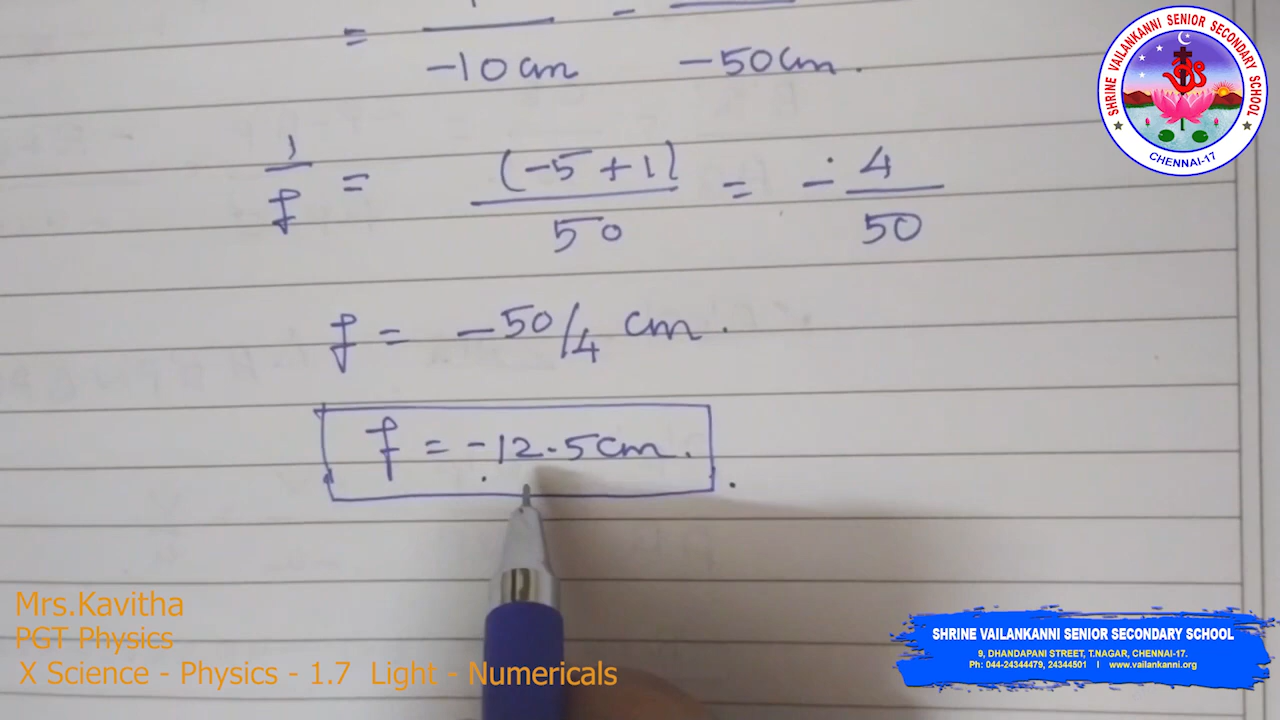 = -10cm - -50cm.
1/f = (-5+1)/50 = - 4/50
f = -50/4 cm.
f = -12.5cm.
SHRINE VAILANKANNI SENIOR SECONDARY SCHOOL
CHENNAI-17
Mrs.Kavitha
PGT Physics
X Science - Physics - 1.7 Light - Numericals
SHRINE VAILANKANNI SENIOR SECONDARY SCHOOL
9, DHANDAPANI STREET, T.NAGAR, CHENNAI-17.
Ph: 044-24344479, 24344501 I www.vailankanni.org